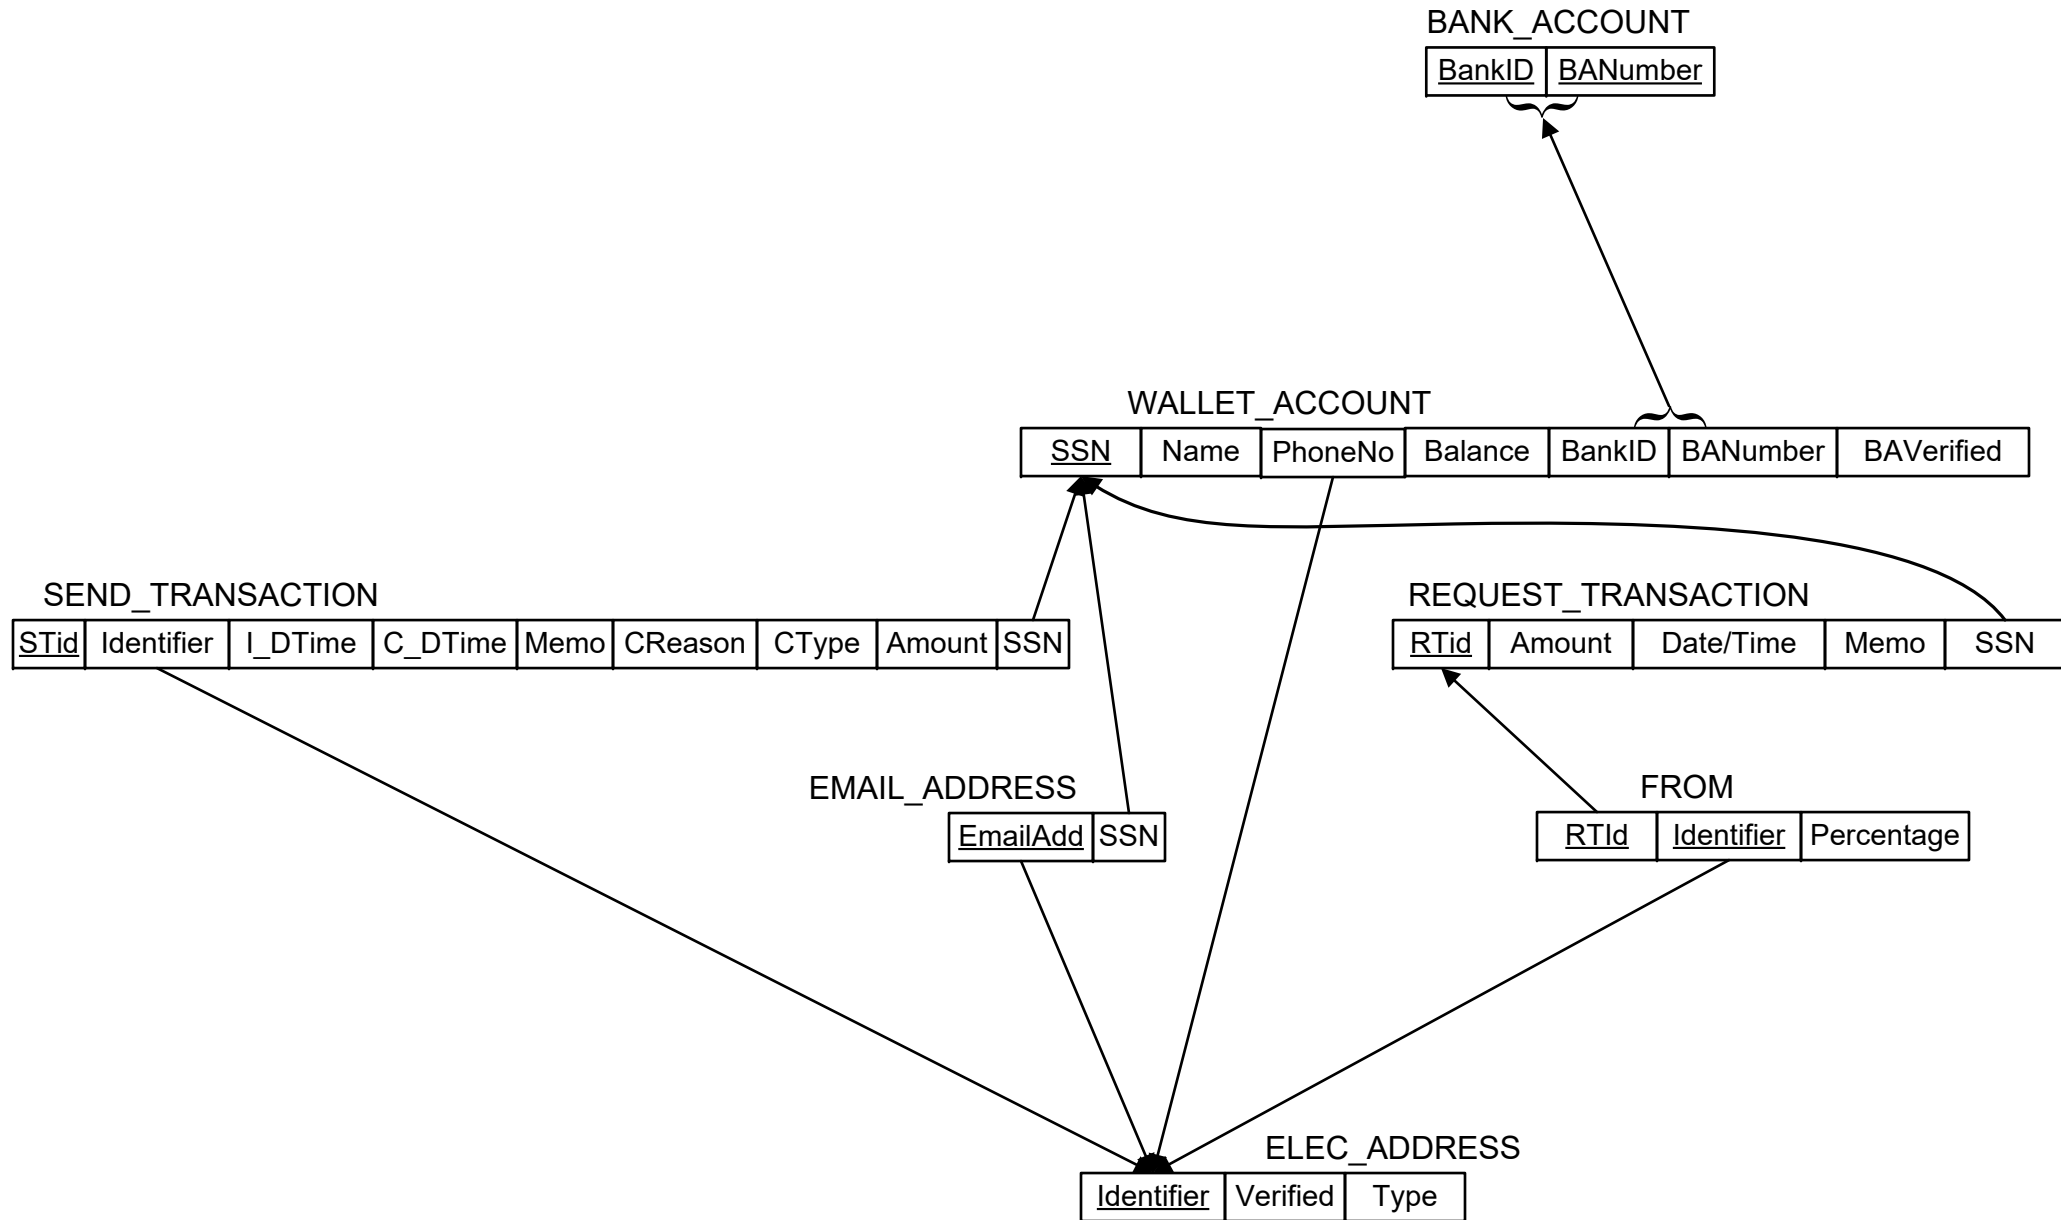 BANK_ACCOUNT
BankID BANumber
WALLET_ACCOUNT
SSN Name PhoneNo Balance BankID BANumber BAVerified
SEND_TRANSACTION
STid Identifier I_DTime C_DTime Memo CReason CType Amount SSN
REQUEST_TRANSACTION
RTid Amount Date/Time Memo SSN
EMAIL_ADDRESS
EmailAdd SSN
FROM
RTId Identifier Percentage
ELEC_ADDRESS
Identifier Verified Type